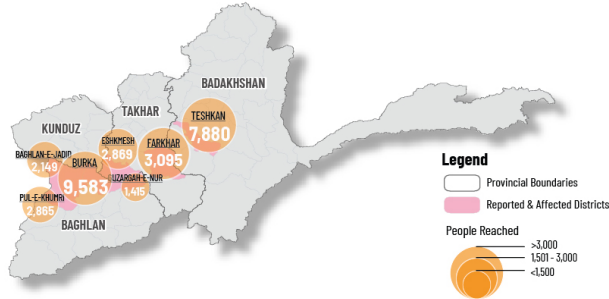 BADAKHSHAN
TESHKAN
7,880
TAKHAR
KUNDUZ
ESHKMESH
2,869
FARKHAR
3,095
BAGHLAN-E-JADID
2,149
BURKA
9,583
GUZARGAH-E-NUR
1,415
PUL-E-KHUMRI
2,865
BAGHLAN
Legend
Provincial Boundaries
Reported & Affected Districts
People Reached
>3,000
1,501 - 3,000
<1,500